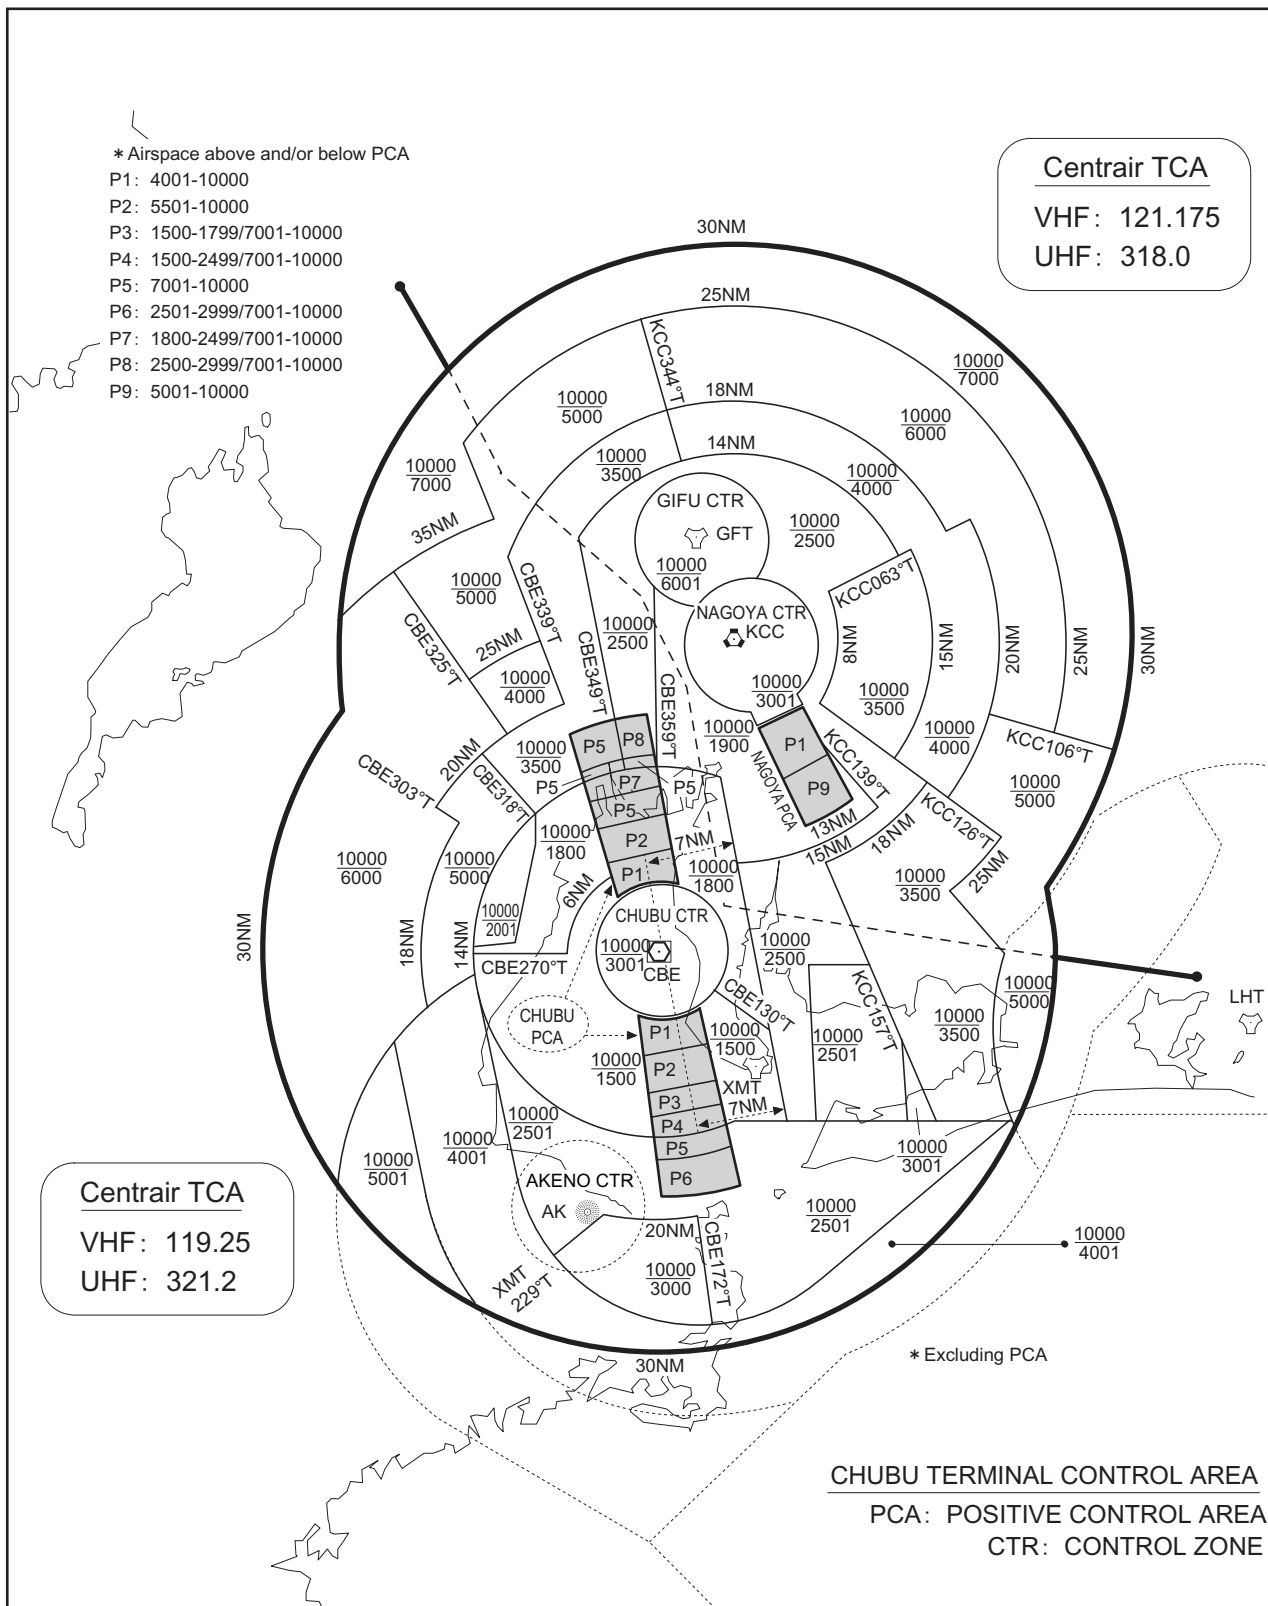 * Airspace above and/or below PCA
P1: 4001-10000
P2: 5501-10000
P3: 1500-1799/7001-10000
P4: 1500-2499/7001-10000
P5: 7001-10000
P6: 2501-2999/7001-10000
P7: 1800-2499/7001-10000
P8: 2500-2999/7001-10000
P9: 5001-10000
Centrair TCA
VHF: 121.175
UHF: 318.0
30NM
25NM
KCC344°T
10000
7000
10000
5000
18NM
10000
6000
14NM
10000
3500
10000
7000
10000
4000
GIFU CTR
GFT
10000
2500
35NM
10000
6001
KCC063°T
10000
5000
CBE339°T
NAGOYA CTR
KCC
10000
2500
CBE325°T
25NM
CBE349°T
8NM
15NM
20NM
25NM
30NM
10000
4000
CBE359°T
10000
3001
10000
3500
10000
1900
10000
4000
KCC106°T
P5
P8
P1
KCC139°T
20NM
10000
3500
CBE303°T
CBE318°T
P5
P7
P5
NAGOYA PCA
P9
10000
5000
P5
13NM
15NM
18NM
KCC126°T
10000
1800
P2
7NM
25NM
10000
6000
10000
5000
P1
10000
1800
10000
3500
6NM
10000
2001
CHUBU CTR
30NM
18NM
14NM
10000
3001
CBE
10000
2500
CBE270°T
CBE130°T
KCC157°T
10000
5000
LHT
CHUBU
PCA
P1
10000
1500
10000
2501
10000
3500
10000
1500
P2
XMT
P3
7NM
P4
10000
2501
10000
4001
10000
5001
P5
10000
3001
AKENO CTR
P6
AK
10000
2501
Centrair TCA
VHF: 119.25
UHF: 321.2
20NM
CBE172°T
10000
4001
XMT
229°T
10000
3000
* Excluding PCA
30NM
CHUBU TERMINAL CONTROL AREA
PCA: POSITIVE CONTROL AREA
CTR: CONTROL ZONE